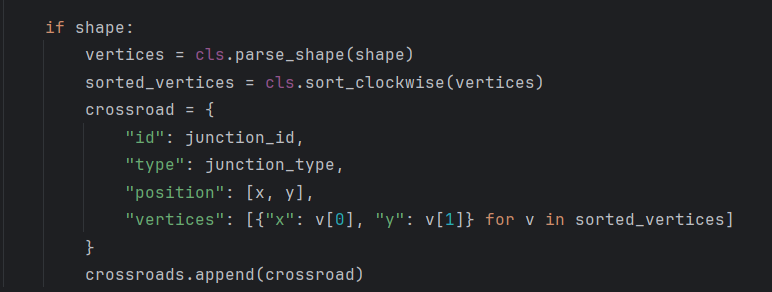 if shape:
    vertices = cls.parse_shape(shape)
    sorted_vertices = cls.sort_clockwise(vertices)
    crossroad = {
        "id": junction_id,
        "type": junction_type,
        "position": [x, y],
        "vertices": [{"x": v[0], "y": v[1]} for v in sorted_vertices]
    }
    crossroads.append(crossroad)